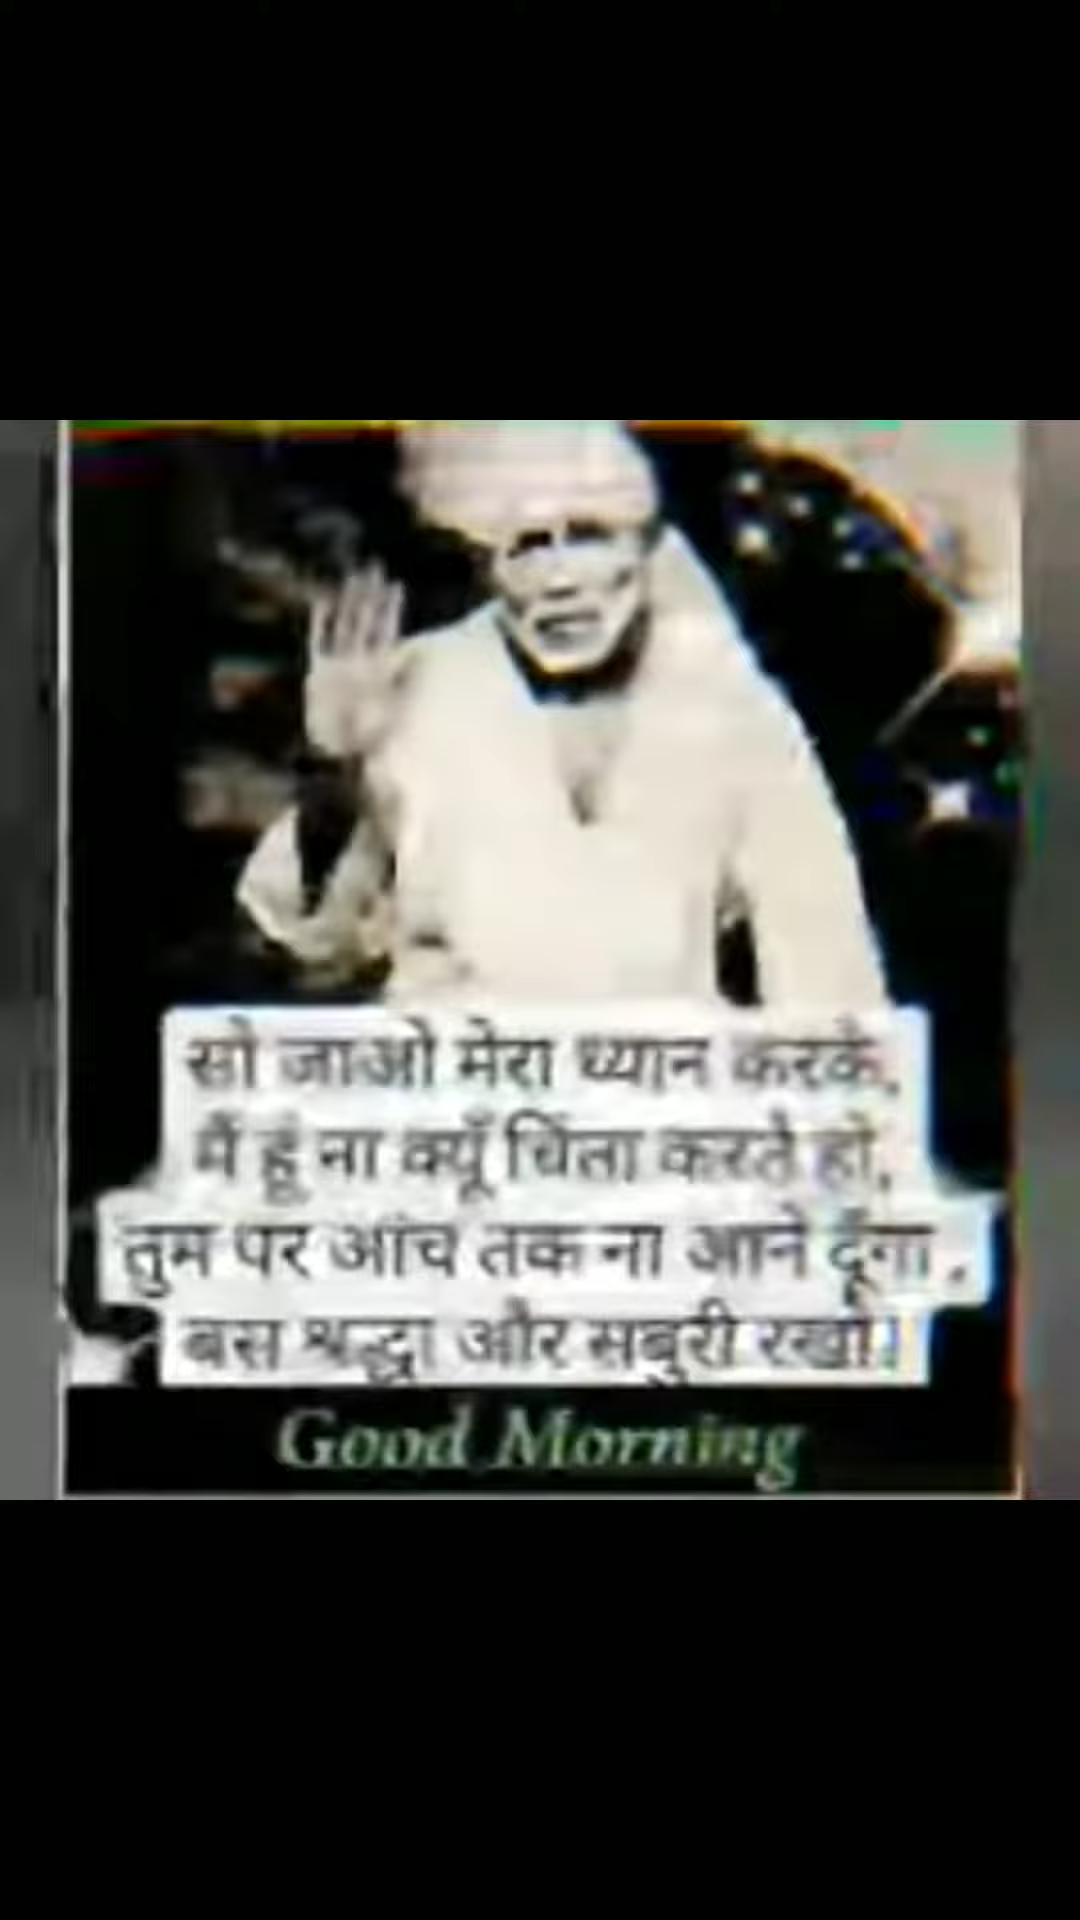 सो जाओ मेरा ध्यान करके,
मैं हूं ना क्यूँ चिंता करते हो,
तुम पर आंच तक ना आने दूँगा,
बस श्रद्धा और सबुरी रखो।
Good Morning